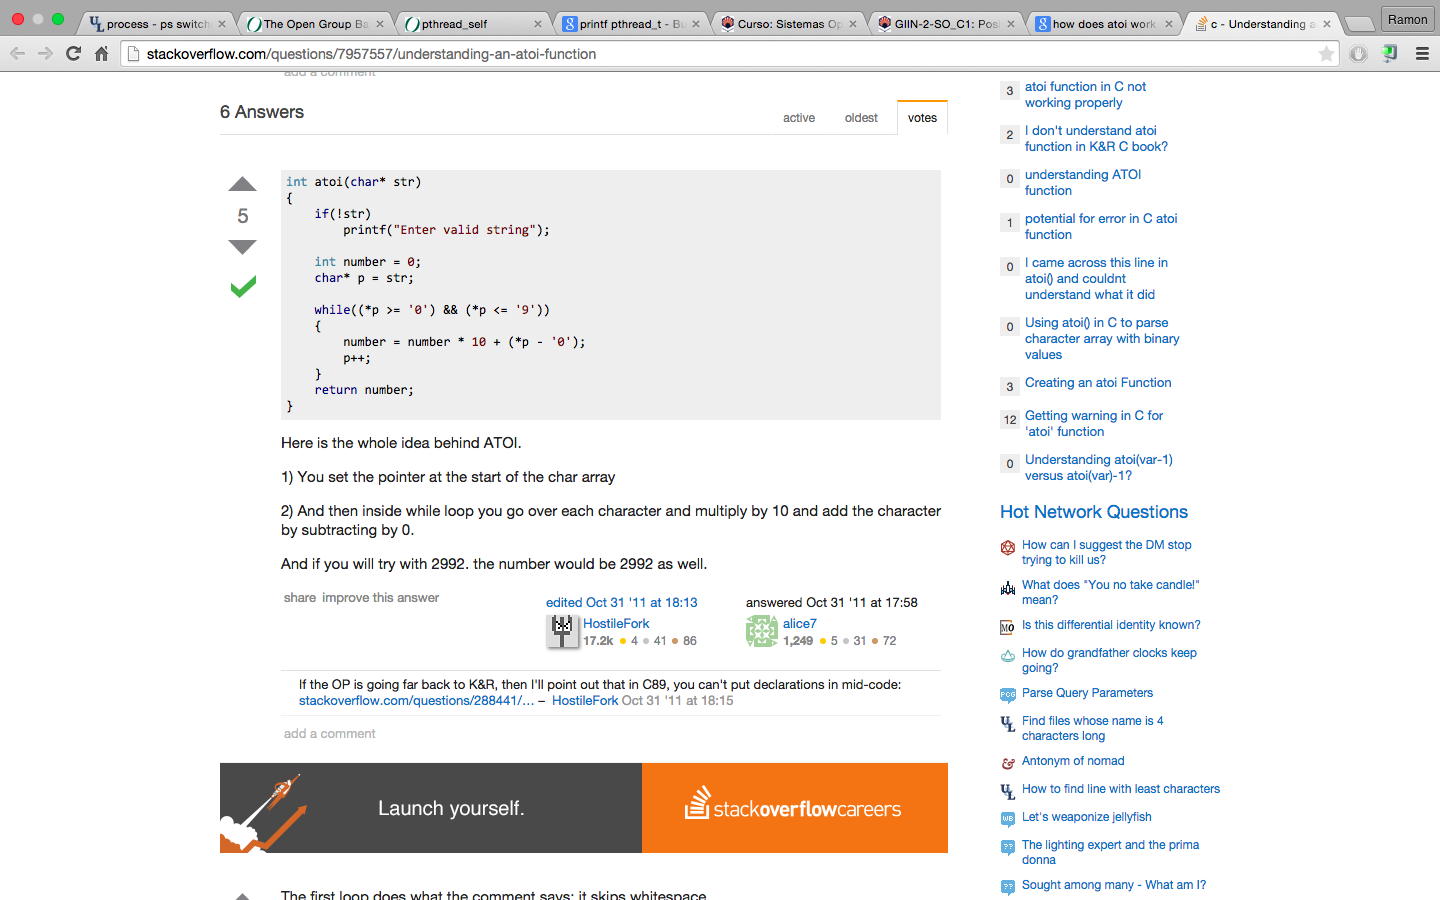 process - ps switch
The Open Group Ba
pthread_self
printf pthread_t - Bu
Curso: Sistemas Op
GIIN-2-SO_C1: Posi
how does atoi work
c - Understanding a
Ramon
stackoverflow.com/questions/7957557/understanding-an-atoi-function
add a comment
6 Answers
active oldest votes
5
int atoi(char* str)
{
    if(!str)
        printf("Enter valid string");
    int number = 0;
    char* p = str;
    while((*p >= '0') && (*p <= '9'))
    {
        number = number * 10 + (*p - '0');
        p++;
    }
    return number;
}
Here is the whole idea behind ATOI.
1) You set the pointer at the start of the char array
2) And then inside while loop you go over each character and multiply by 10 and add the character
by subtracting by 0.
And if you will try with 2992. the number would be 2992 as well.
share improve this answer
edited Oct 31 '11 at 18:13
HostileFork
17.2k 4 41 86
answered Oct 31 '11 at 17:58
alice7
1,249 5 31 72
If the OP is going far back to K&R, then I'll point out that in C89, you can't put declarations in mid-code:
stackoverflow.com/questions/288441/… – HostileFork Oct 31 '11 at 18:15
add a comment
Launch yourself.
stackoverflowcareers
The first loop does what the comment says: it skips whitespace
3 atoi function in C not
working properly
2 I don't understand atoi
function in K&R C book?
0 understanding ATOI
function
1 potential for error in C atoi
function
0 I came across this line in
atoi() and couldnt
understand what it did
0 Using atoi() in C to parse
character array with binary
values
3 Creating an atoi Function
12 Getting warning in C for
'atoi' function
0 Understanding atoi(var-1)
versus atoi(var)-1?
Hot Network Questions
How can I suggest the DM stop
trying to kill us?
What does "You no take candle!"
mean?
Is this differential identity known?
How do grandfather clocks keep
going?
Parse Query Parameters
Find files whose name is 4
characters long
Antonym of nomad
How to find line with least characters
Let's weaponize jellyfish
The lighting expert and the prima
donna
Sought among many - What am I?